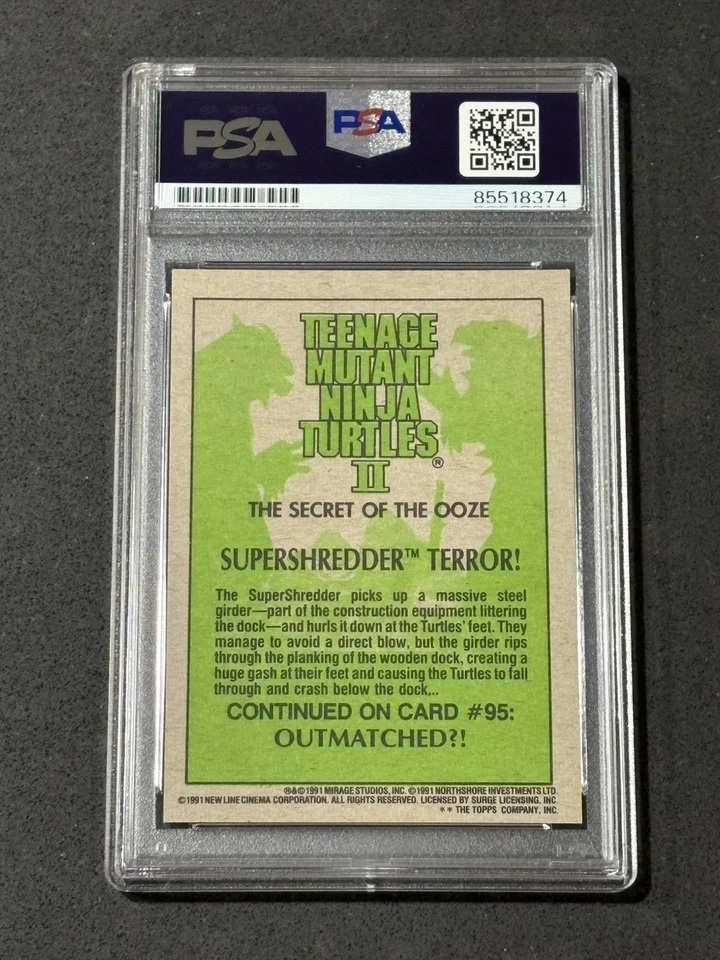 PSA
PSA
85518374
TEENAGE
MUTANT
NINJA
TURTLES
II ®
THE SECRET OF THE OOZE
SUPERSHREDDER™ TERROR!
The SuperShredder picks up a massive steel
girder—part of the construction equipment littering
the dock—and hurls it down at the Turtles' feet. They
manage to avoid a direct blow, but the girder rips
through the planking of the wooden dock, creating a
huge gash at their feet and causing the Turtles to fall
through and crash below the dock...
CONTINUED ON CARD #95:
OUTMATCHED?!
®&©1991 MIRAGE STUDIOS, INC. ©1991 NORTHSHORE INVESTMENTS LTD.
©1991 NEW LINE CINEMA CORPORATION. ALL RIGHTS RESERVED. LICENSED BY SURGE LICENSING, INC.
** THE TOPPS COMPANY, INC.